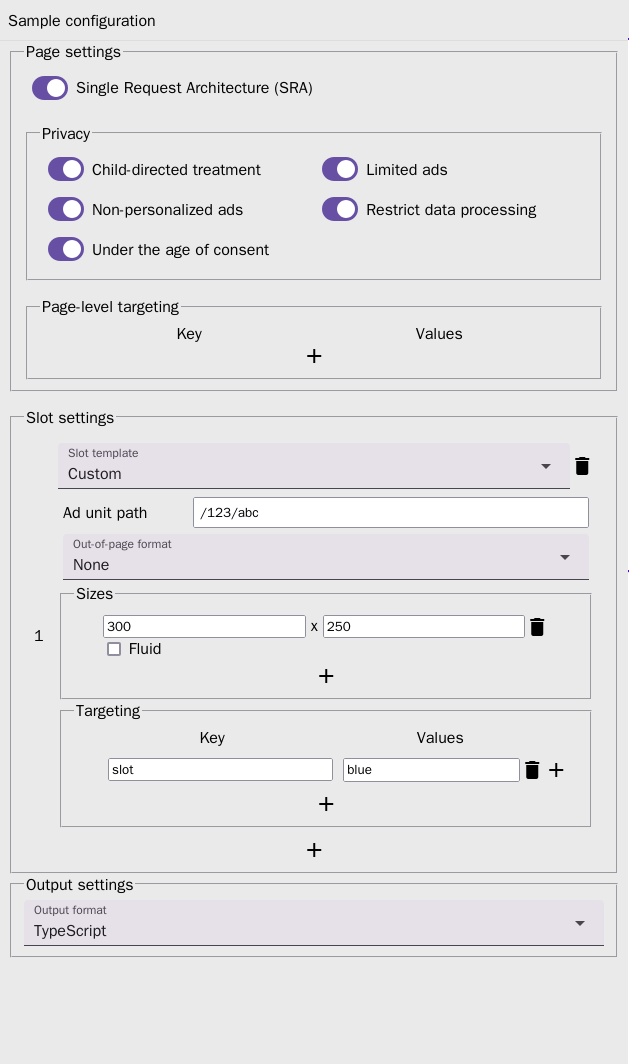 Sample configuration
Page settings
Single Request Architecture (SRA)
Privacy
Child-directed treatment
Limited ads
Non-personalized ads
Restrict data processing
Under the age of consent
Page-level targeting
Key
Values
+
Slot settings
Slot template
Custom
Ad unit path
/123/abc
Out-of-page format
None
Sizes
1
300 x 250
Fluid
+
Targeting
Key
Values
slot
blue
+
+
+
Output settings
Output format
TypeScript